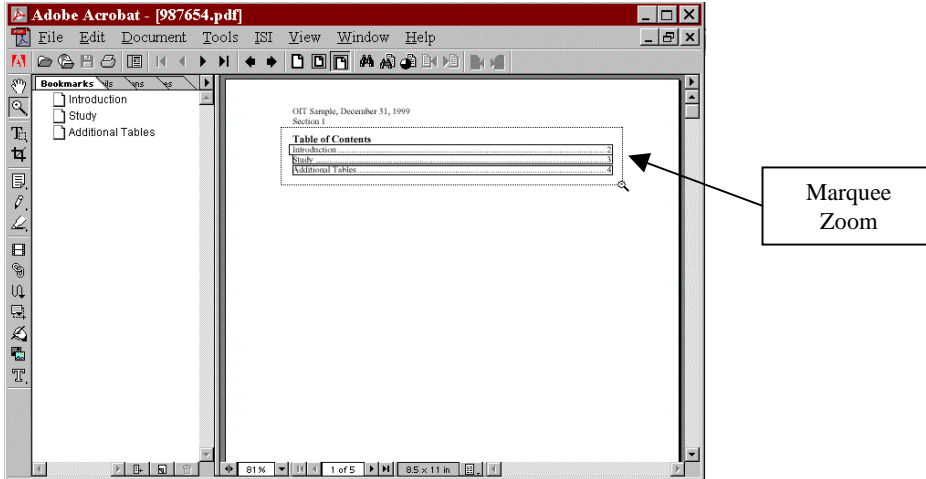 Adobe Acrobat - [987654.pdf]
File Edit Document Tools ISI View Window Help
Bookmarks
Introduction
Study
Additional Tables
OIT Sample, December 31, 1999
Section 1
Table of Contents
Introduction ........................................ 2
Study ........................................ 3
Additional Tables ........................................ 4
Marquee
Zoom
81% 1 of 5 8.5 x 11 in